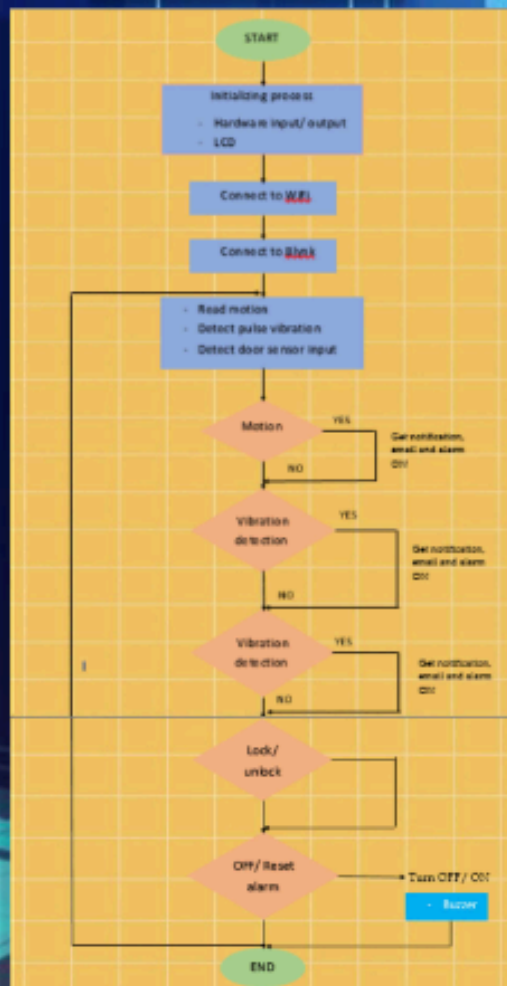 START
Initializing process
- Hardware input/ output
- LCD
Connect to WiFi
Connect to Blynk
- Read motion
- Detect pulse vibration
- Detect door sensor input
Motion
YES
Get notification,
email and alarm
ON
NO
Vibration
detection
YES
Get notification,
email and alarm
ON
NO
Vibration
detection
YES
Get notification,
email and alarm
ON
NO
Lock/
unlock
OFF/ Reset
alarm
Turn OFF/ ON
- Buzzer
END